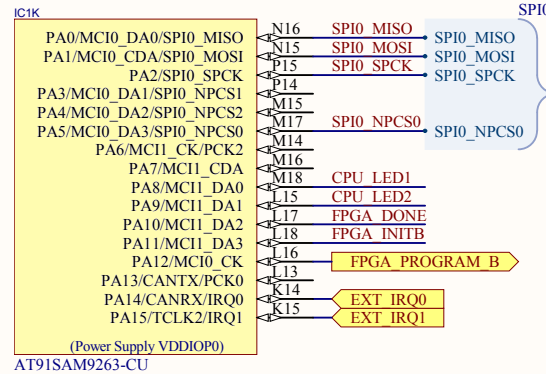 IC1K
SPI0
PA0/MCI0_DA0/SPI0_MISO N16 SPI0_MISO SPI0_MISO
PA1/MCI0_CDA/SPI0_MOSI N15 SPI0_MOSI SPI0_MOSI
PA2/SPI0_SPCK P15 SPI0_SPCK SPI0_SPCK
PA3/MCI0_DA1/SPI0_NPCS1 P14
PA4/MCI0_DA2/SPI0_NPCS2 M15
PA5/MCI0_DA3/SPI0_NPCS0 M17 SPI0_NPCS0 SPI0_NPCS0
PA6/MCI1_CK/PCK2 M14
PA7/MCI1_CDA M16
PA8/MCI1_DA0 M18 CPU_LED1
PA9/MCI1_DA1 L15 CPU_LED2
PA10/MCI1_DA2 L17 FPGA_DONE
PA11/MCI1_DA3 L18 FPGA_INITB
PA12/MCI0_CK L16 FPGA_PROGRAM_B
PA13/CANTX/PCK0 L13
PA14/CANRX/IRQ0 K14 EXT_IRQ0
PA15/TCLK2/IRQ1 K15 EXT_IRQ1
(Power Supply VDDIOP0)
AT91SAM9263-CU